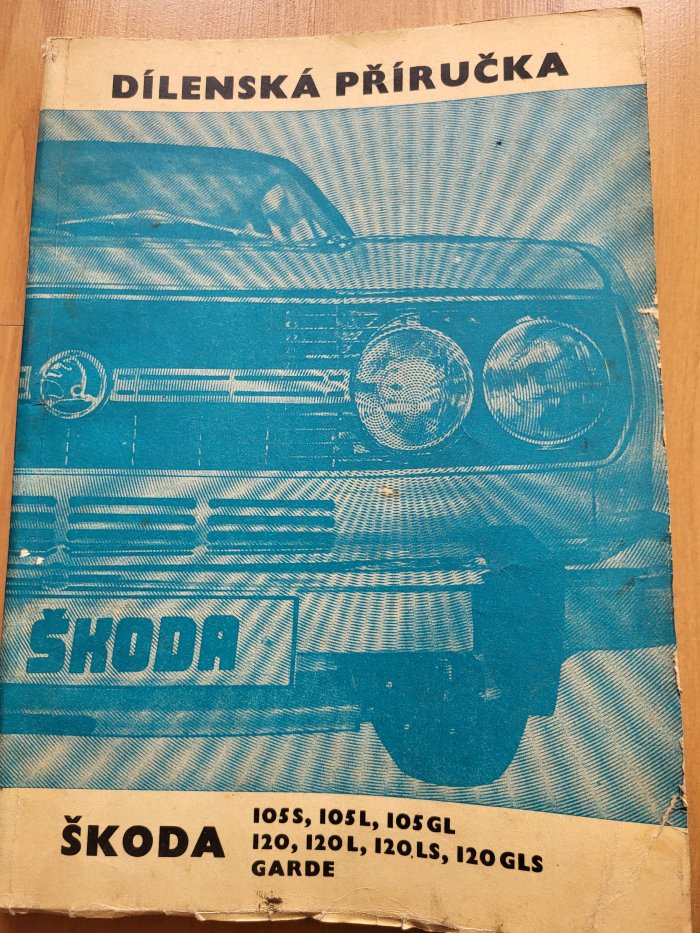 DÍLENSKÁ PŘÍRUČKA
ŠKODA
ŠKODA
105S, 105L, 105GL
120, 120L, 120LS, 120GLS
GARDE